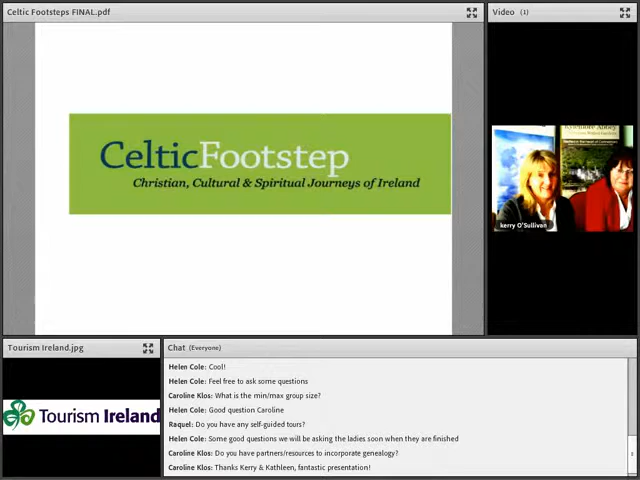 Celtic Footsteps FINAL.pdf
CelticFootstep
Christian, Cultural & Spiritual Journeys of Ireland
Video (1)
Kylemore Abbey
kerry O'Sullivan
Tourism Ireland.jpg
Tourism Ireland
Chat (Everyone)
Helen Cole: Cool!
Helen Cole: Feel free to ask some questions
Caroline Klos: What is the min/max group size?
Helen Cole: Good question Caroline
Raquel: Do you have any self-guided tours?
Helen Cole: Some good questions we will be asking the ladies soon when they are finished
Caroline Klos: Do you have partners/resources to incorporate genealogy?
Caroline Klos: Thanks Kerry & Kathleen, fantastic presentation!